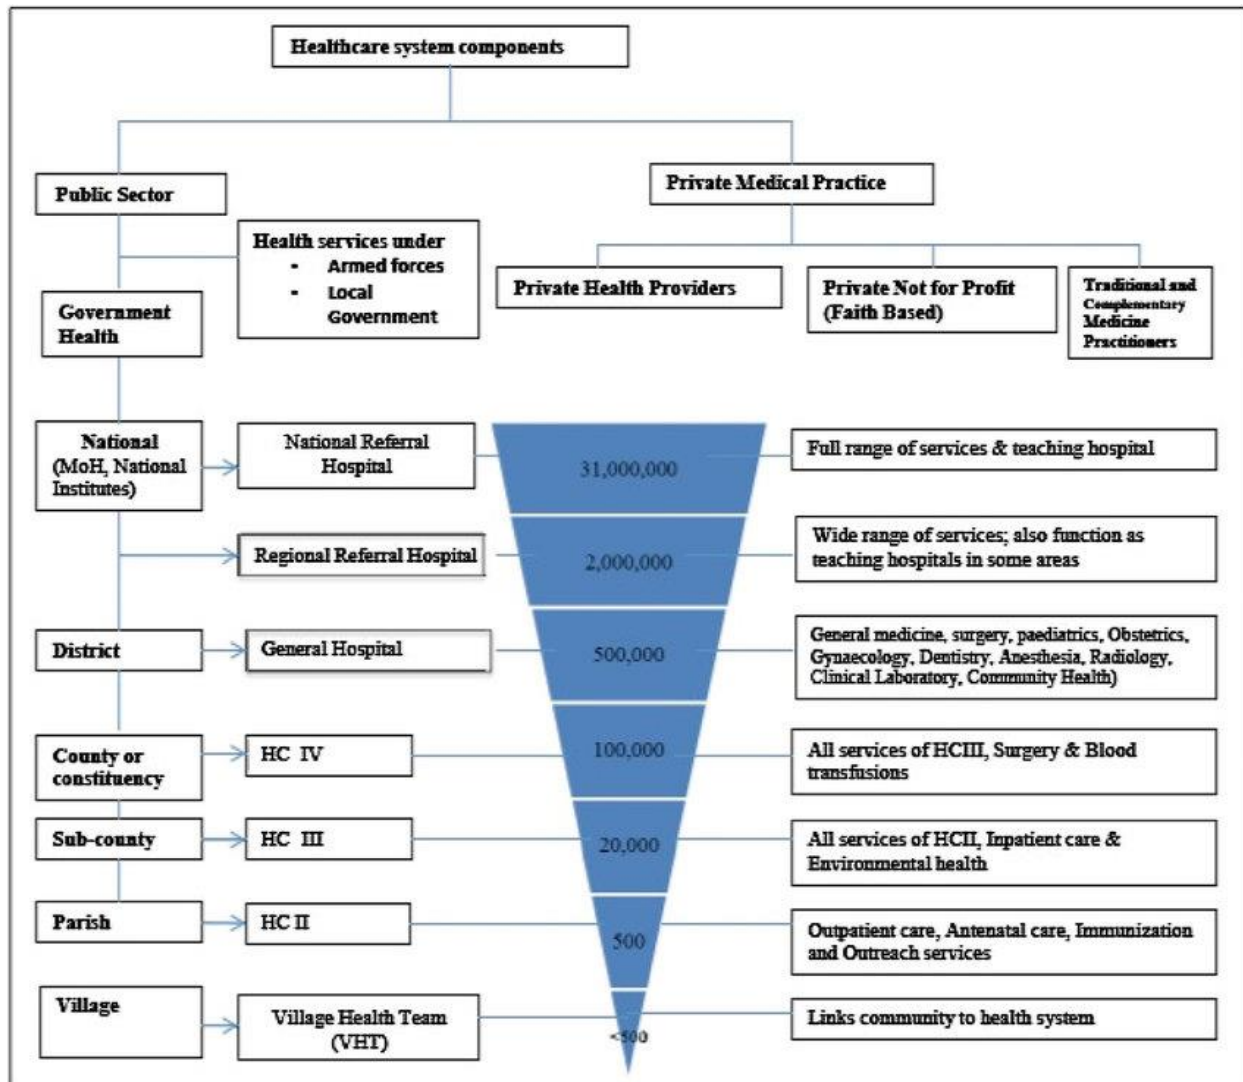 Healthcare system components
Public Sector
Private Medical Practice
Health services under
- Armed forces
- Local
Government
Private Health Providers
Private Not for Profit
(Faith Based)
Traditional and
Complementary
Medicine
Practitioners
Government
Health
National
(MoH, National
Institutes)
National Referral
Hospital
31,000,000
Full range of services & teaching hospital
Regional Referral Hospital
2,000,000
Wide range of services; also function as
teaching hospitals in some areas
District
General Hospital
500,000
General medicine, surgery, paediatrics, Obstetrics,
Gynaecology, Dentistry, Anesthesia, Radiology,
Clinical Laboratory, Community Health)
County or
constituency
HC IV
100,000
All services of HCIII, Surgery & Blood
transfusions
Sub-county
HC III
20,000
All services of HCII, Inpatient care &
Environmental health
Parish
HC II
500
Outpatient care, Antenatal care, Immunization
and Outreach services
Village
Village Health Team
(VHT)
<500
Links community to health system